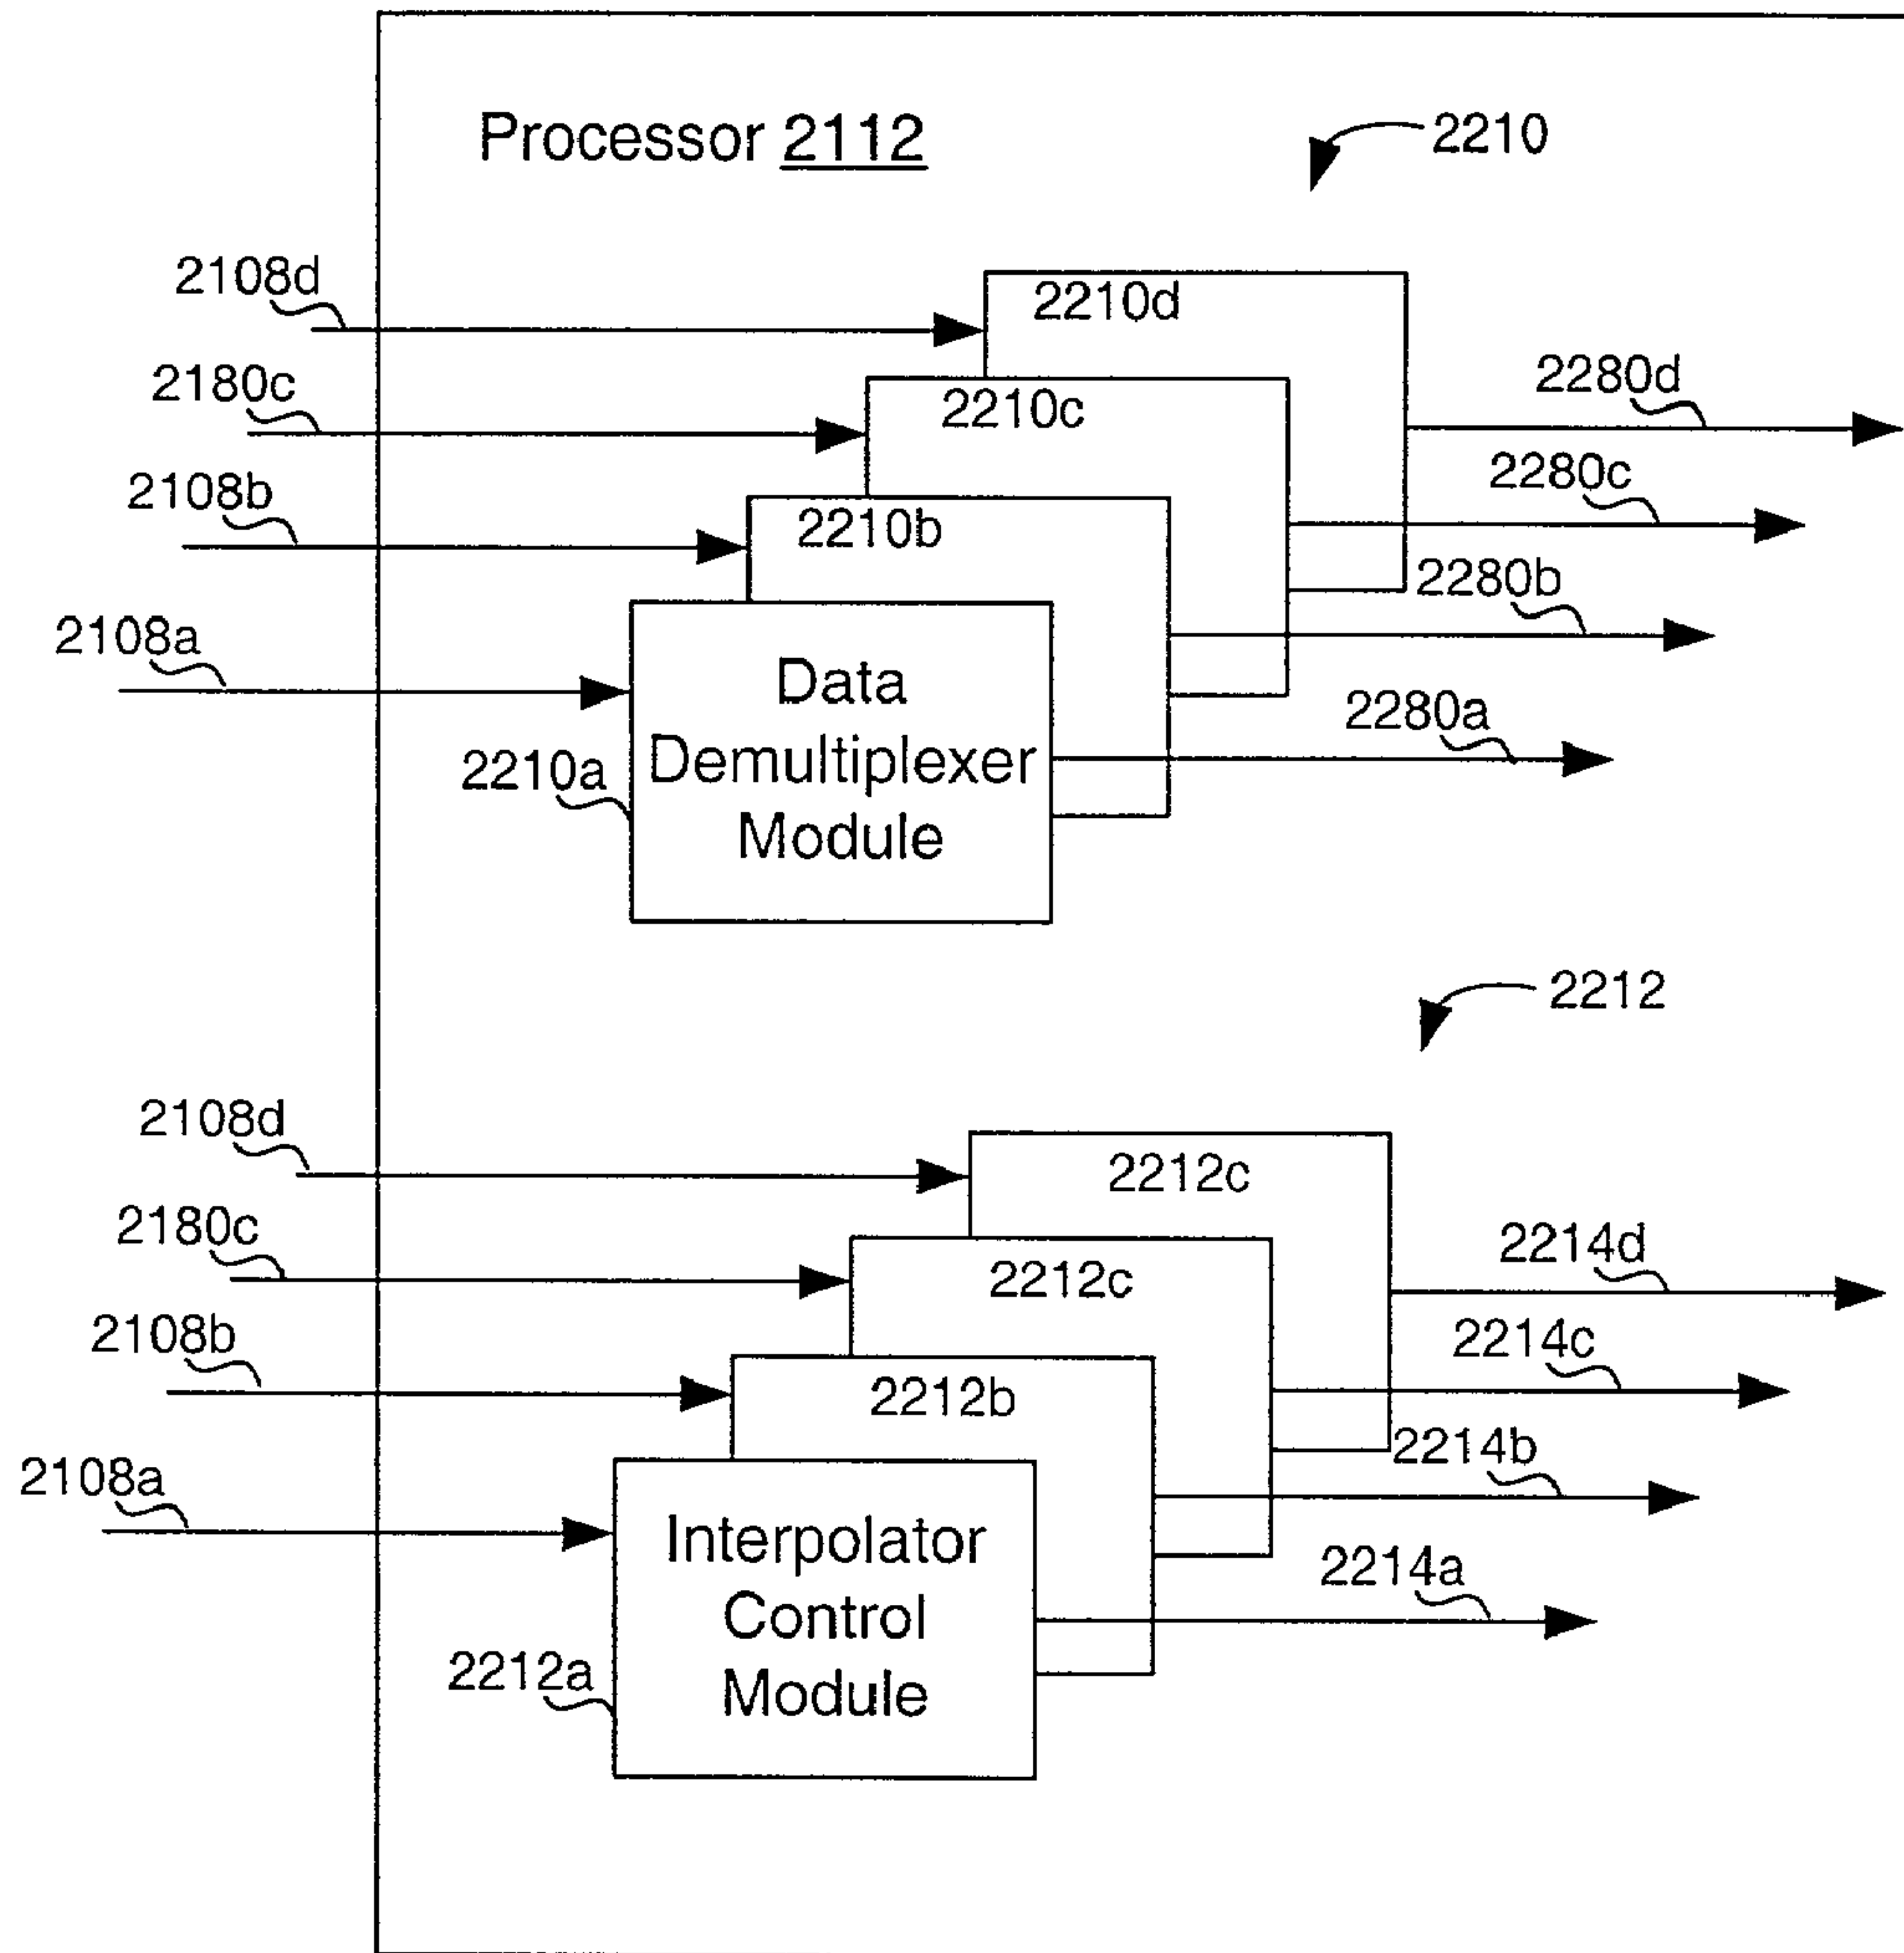 Processor 2112
2210
2108d
2210d
2180c
2210c
2280d
2108b
2210b
2280c
2108a
2280b
Data
Demultiplexer
Module
2210a
2280a
2212
2108d
2212c
2180c
2212c
2214d
2108b
2212b
2214c
2108a
2214b
Interpolator
Control
Module
2212a
2214a